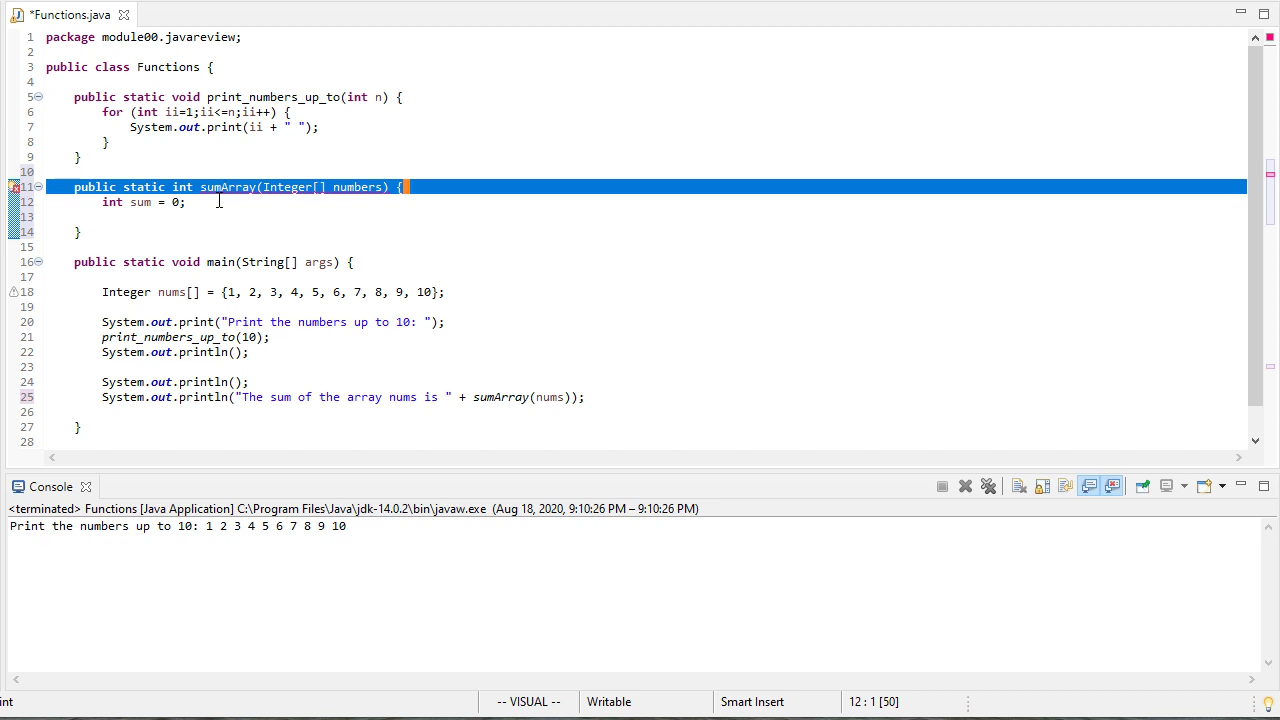 *Functions.java
1 package module00.javareview;
2
3 public class Functions {
4
5 public static void print_numbers_up_to(int n) {
6 for (int ii=1;ii<=n;ii++) {
7 System.out.print(ii + " ");
8 }
9 }
10
11 public static int sumArray(Integer[] numbers) {
12 int sum = 0;
13
14 }
15
16 public static void main(String[] args) {
17
18 Integer nums[] = {1, 2, 3, 4, 5, 6, 7, 8, 9, 10};
19
20 System.out.print("Print the numbers up to 10: ");
21 print_numbers_up_to(10);
22 System.out.println();
23
24 System.out.println();
25 System.out.println("The sum of the array nums is " + sumArray(nums));
26
27 }
28
Console
<terminated> Functions [Java Application] C:\Program Files\Java\jdk-14.0.2\bin\javaw.exe (Aug 18, 2020, 9:10:26 PM – 9:10:26 PM)
Print the numbers up to 10: 1 2 3 4 5 6 7 8 9 10
int -- VISUAL -- Writable Smart Insert 12 : 1 [50]